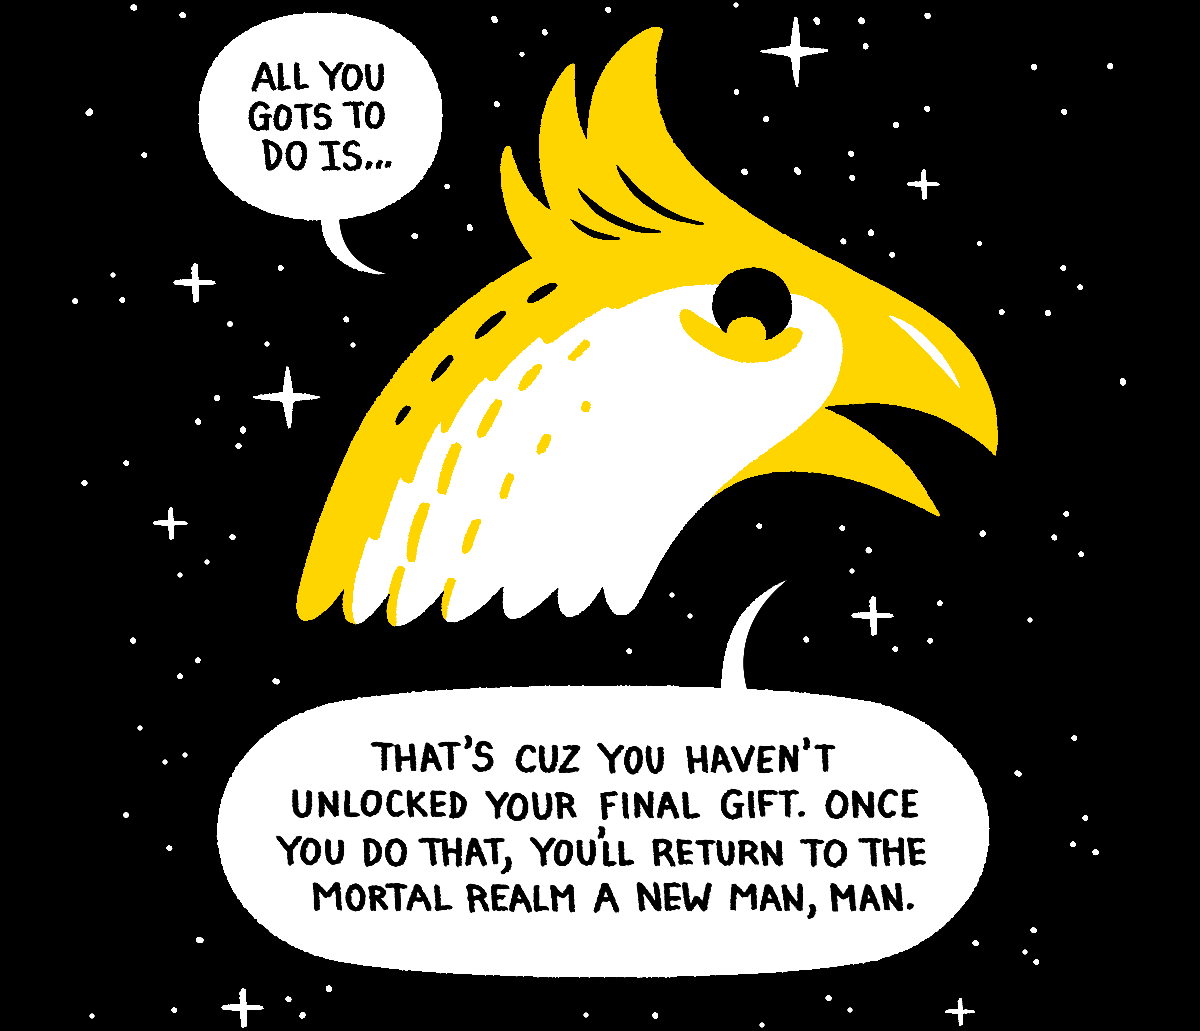 ALL YOU
GOTS TO
DO IS...
THAT'S CUZ YOU HAVEN'T
UNLOCKED YOUR FINAL GIFT. ONCE
YOU DO THAT, YOU'LL RETURN TO THE
MORTAL REALM A NEW MAN, MAN.